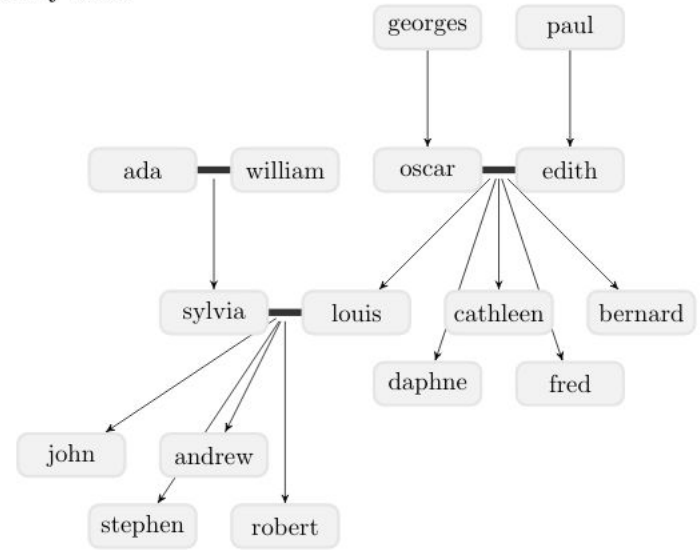 georges paul
ada william oscar edith
sylvia louis cathleen bernard
daphne fred
john andrew
stephen robert